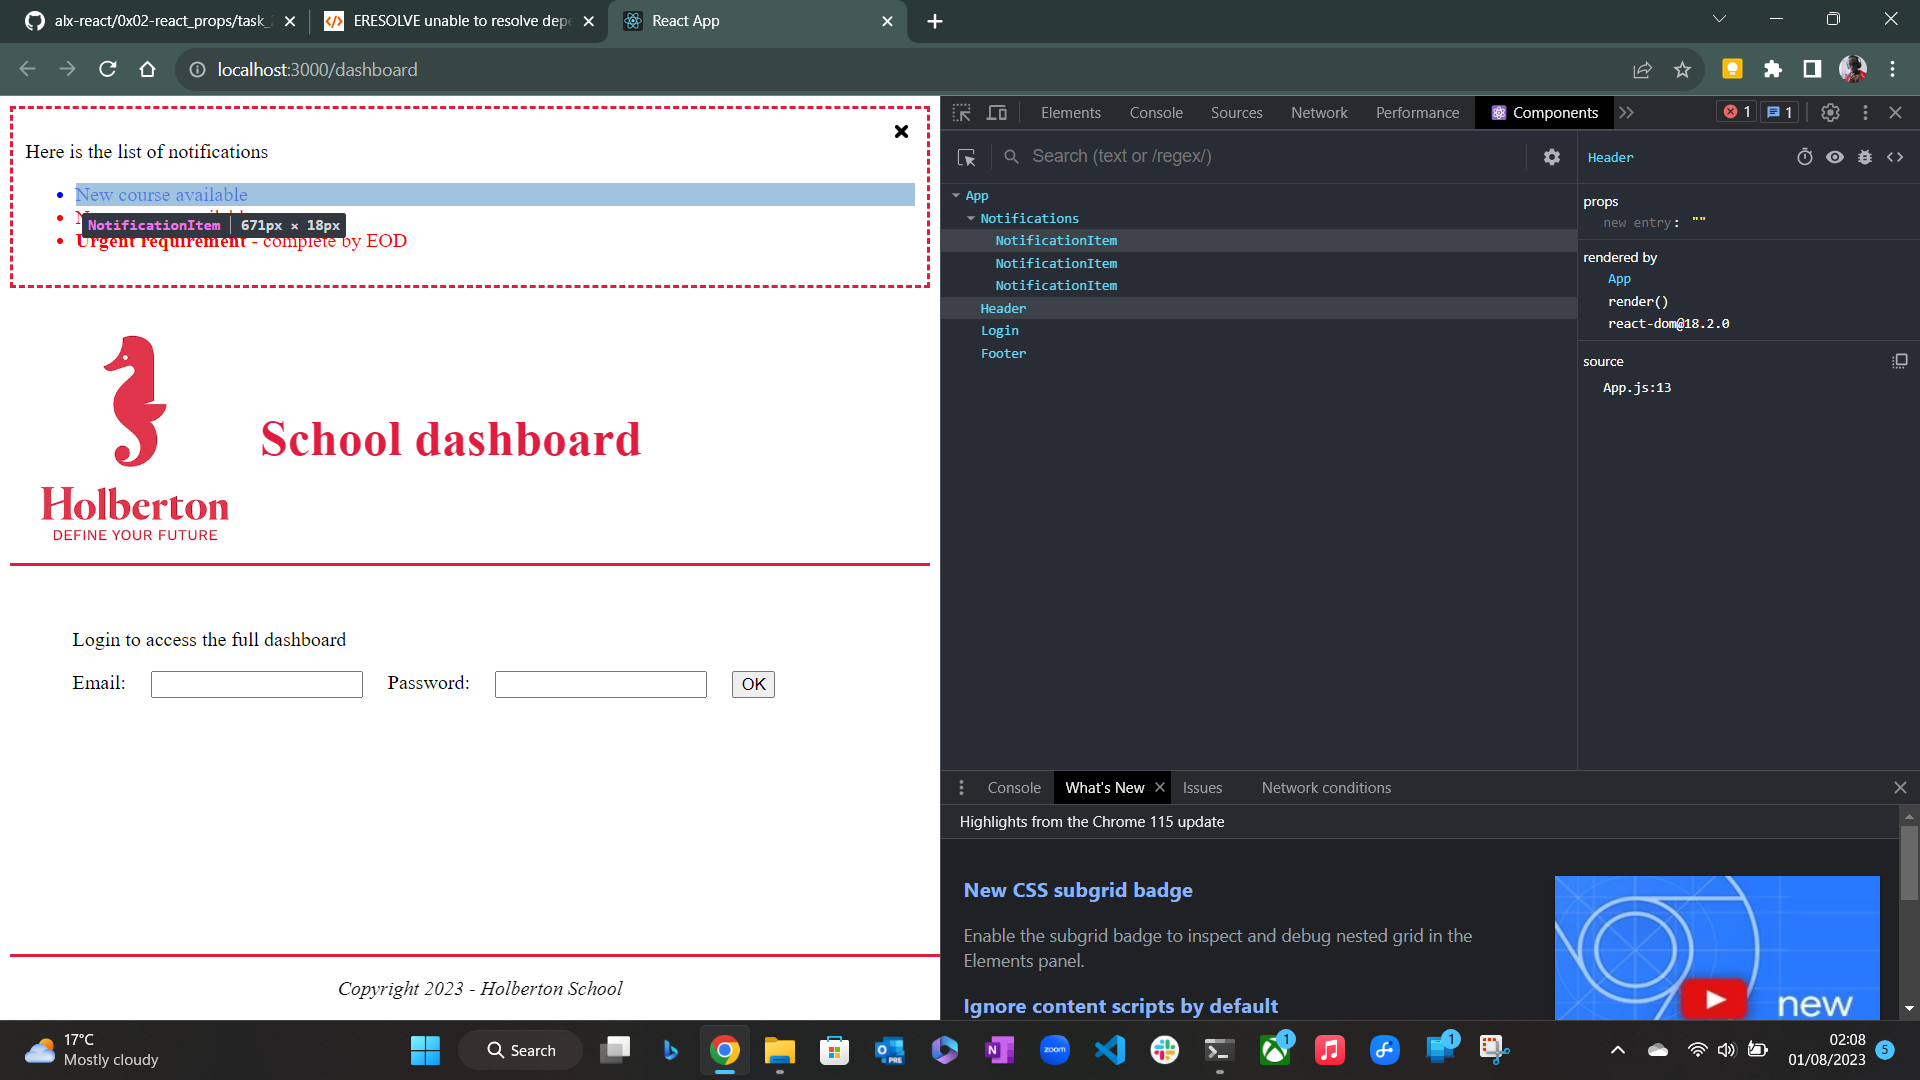 alx-react/0x02-react_props/task_
ERESOLVE unable to resolve depe
React App
localhost:3000/dashboard
Here is the list of notifications
New course available
NotificationItem | 671px × 18px
Urgent requirement - complete by EOD
School dashboard
Holberton
DEFINE YOUR FUTURE
Login to access the full dashboard
Email:
Password:
OK
Copyright 2023 - Holberton School
Elements
Console
Sources
Network
Performance
Components
1
1
Search (text or /regex/)
App
Notifications
NotificationItem
NotificationItem
NotificationItem
Header
Login
Footer
Header
props
new entry: ""
rendered by
App
render()
react-dom@18.2.0
source
App.js:13
Console
What's New
Issues
Network conditions
Highlights from the Chrome 115 update
New CSS subgrid badge
Enable the subgrid badge to inspect and debug nested grid in the
Elements panel.
Ignore content scripts by default
new
17°C
Mostly cloudy
Search
PRE
N
zoom
1
1
02:08
01/08/2023
5